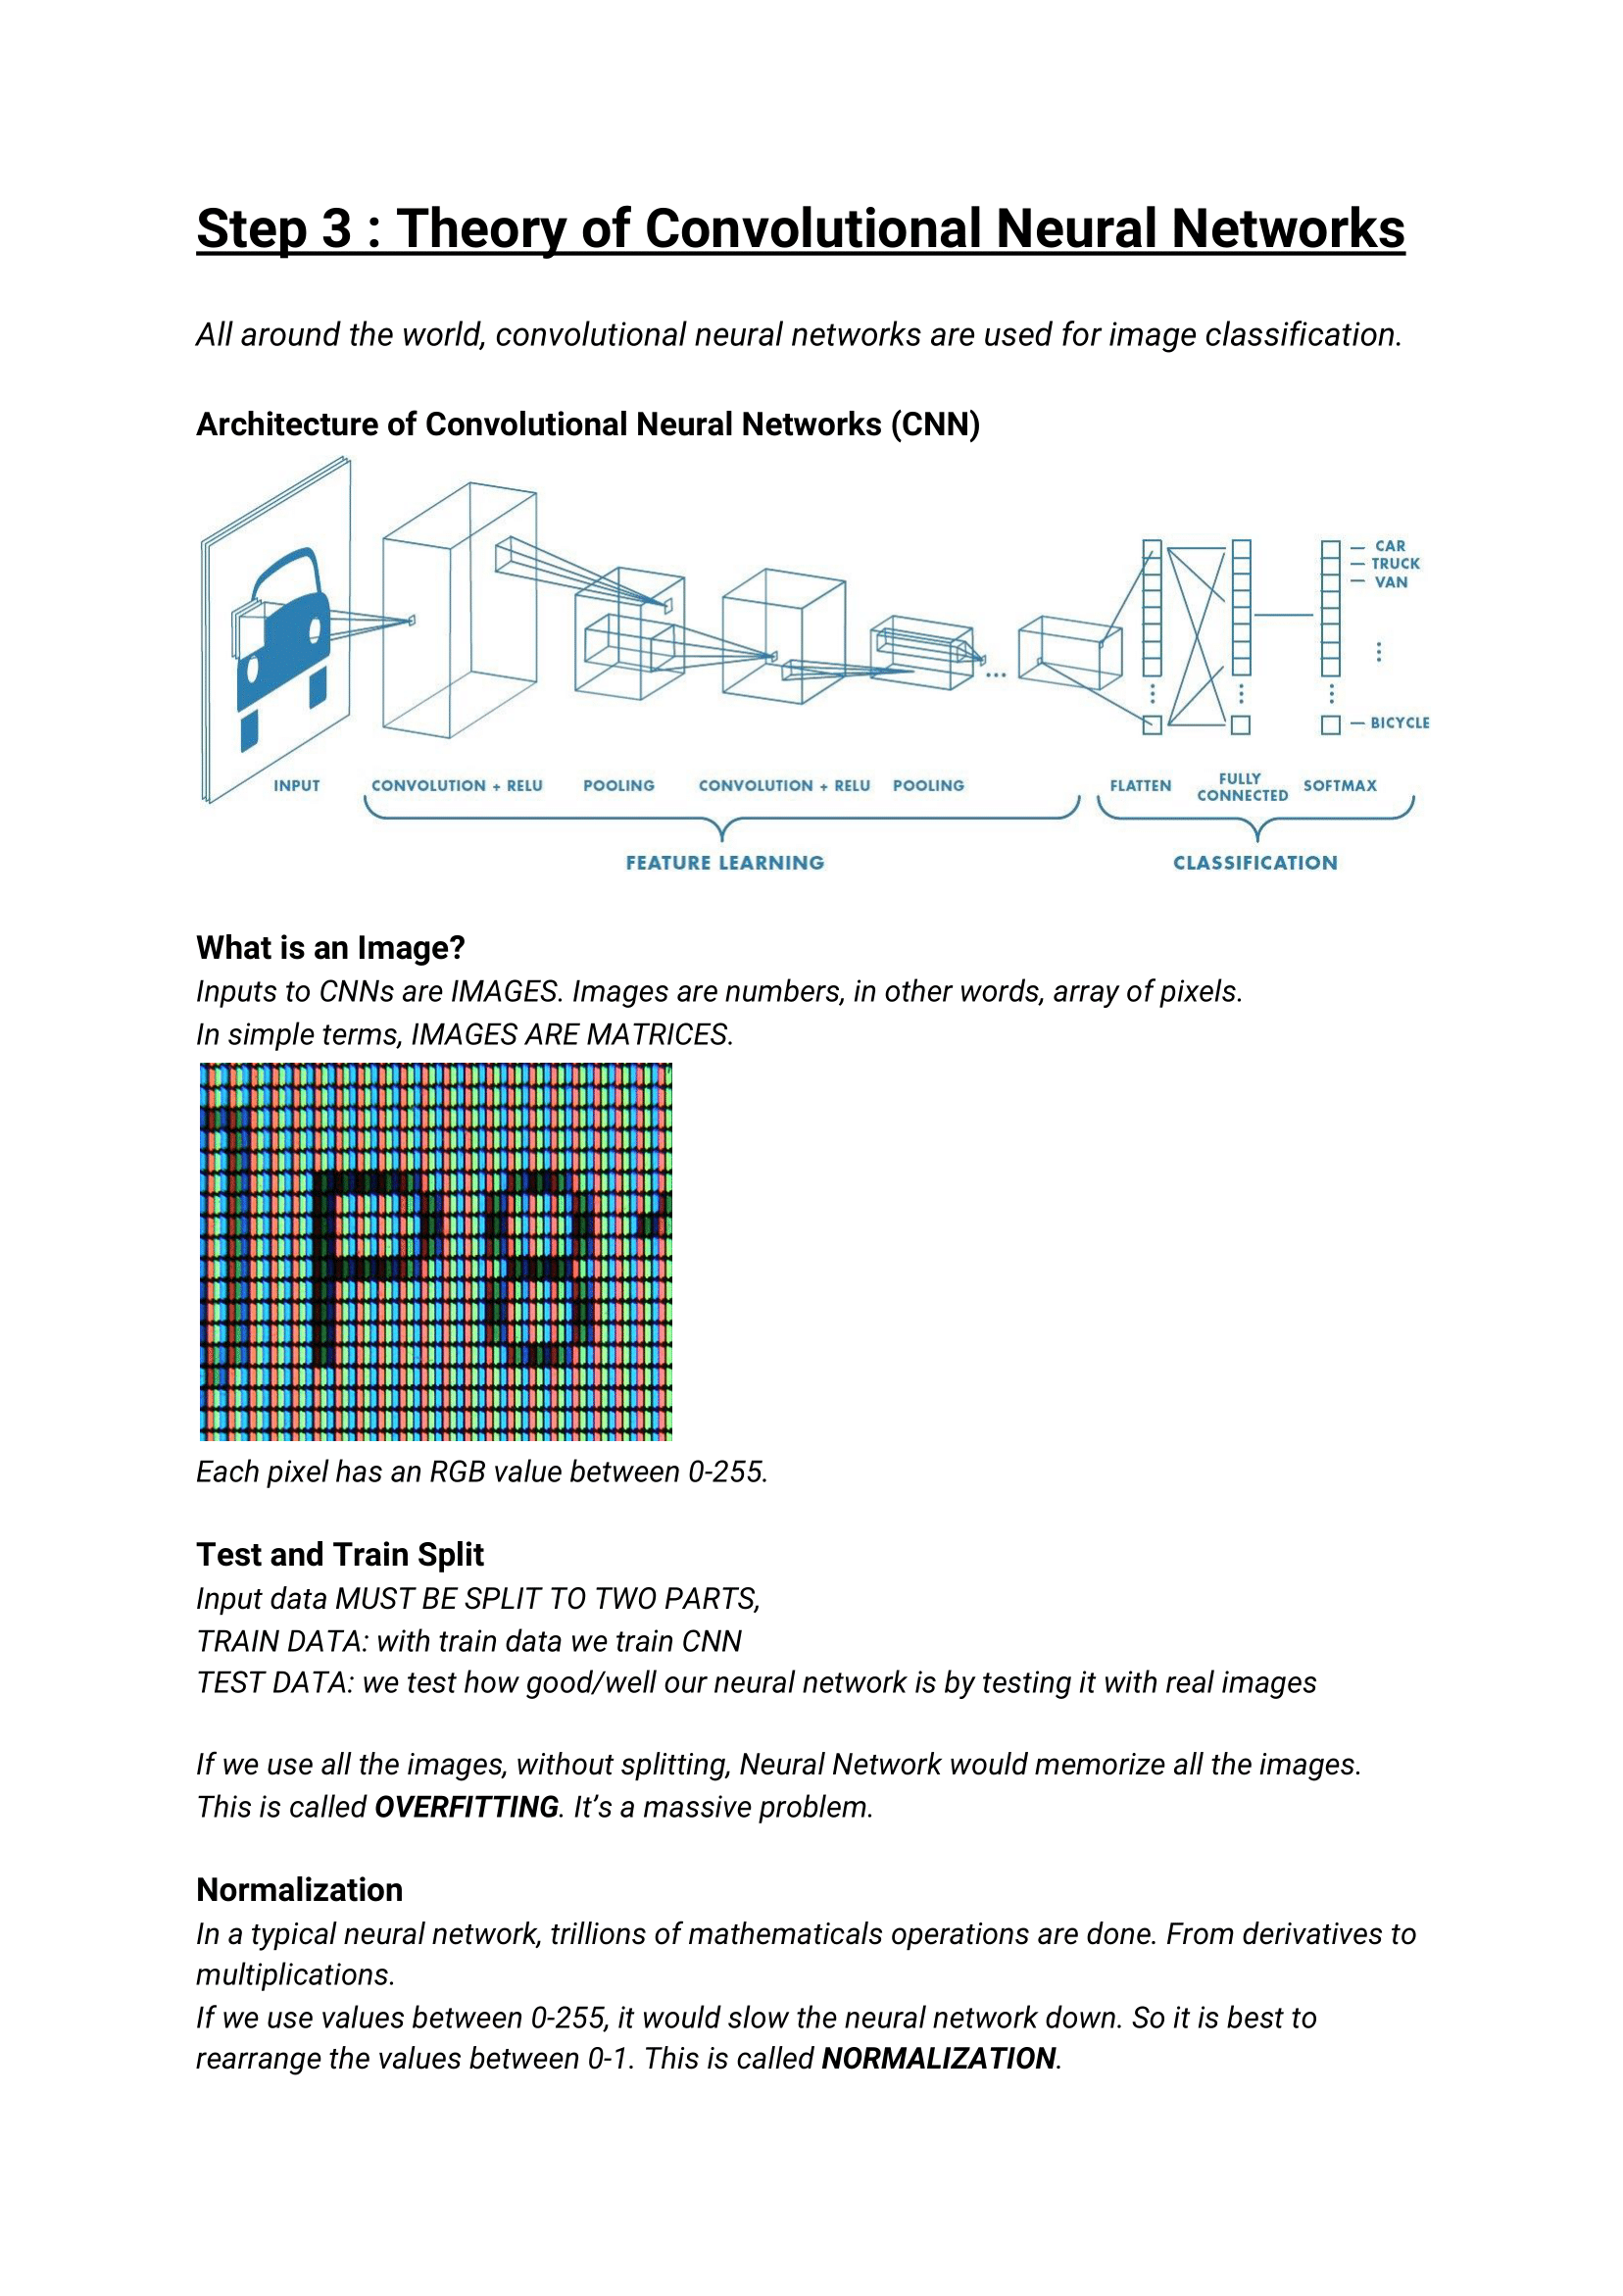 Step 3 : Theory of Convolutional Neural Networks
All around the world, convolutional neural networks are used for image classification.
Architecture of Convolutional Neural Networks (CNN)
CAR
TRUCK
VAN
BICYCLE
INPUT
CONVOLUTION + RELU
POOLING
CONVOLUTION + RELU
POOLING
FLATTEN
FULLY
CONNECTED
SOFTMAX
FEATURE LEARNING
CLASSIFICATION
What is an Image?
Inputs to CNNs are IMAGES. Images are numbers, in other words, array of pixels.
In simple terms, IMAGES ARE MATRICES.
Each pixel has an RGB value between 0-255.
Test and Train Split
Input data MUST BE SPLIT TO TWO PARTS,
TRAIN DATA: with train data we train CNN
TEST DATA: we test how good/well our neural network is by testing it with real images
If we use all the images, without splitting, Neural Network would memorize all the images.
This is called OVERFITTING. It's a massive problem.
Normalization
In a typical neural network, trillions of mathematicals operations are done. From derivatives to
multiplications.
If we use values between 0-255, it would slow the neural network down. So it is best to
rearrange the values between 0-1. This is called NORMALIZATION.